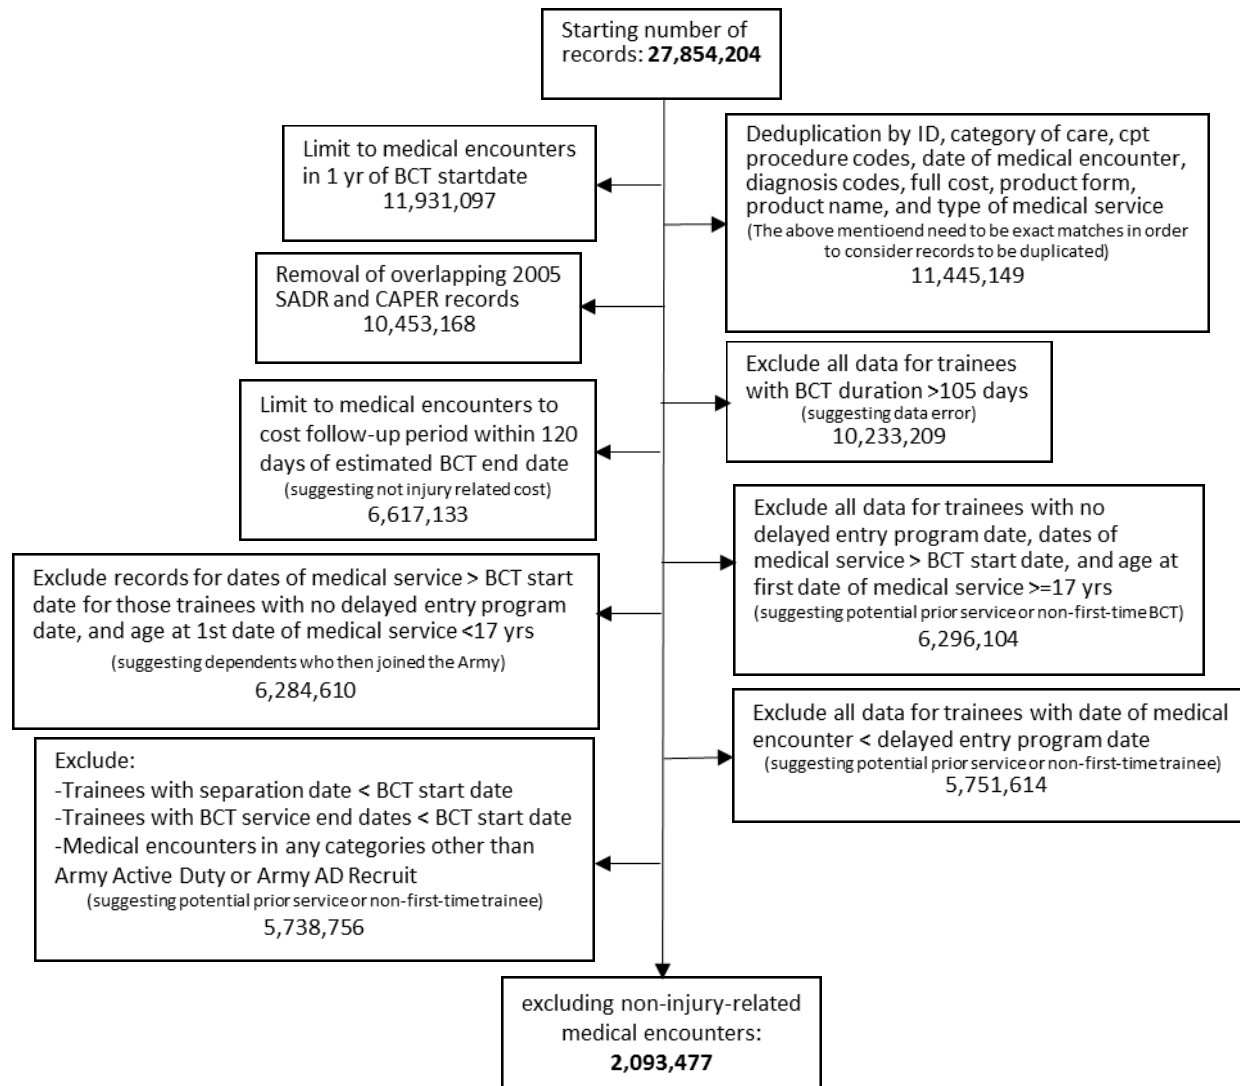 Starting number of
records: 27,854,204
Limit to medical encounters
in 1 yr of BCT startdate
11,931,097
Deduplication by ID, category of care, cpt
procedure codes, date of medical encounter,
diagnosis codes, full cost, product form,
product name, and type of medical service
(The above mentioend need to be exact matches in order
to consider records to be duplicated)
11,445,149
Removal of overlapping 2005
SADR and CAPER records
10,453,168
Exclude all data for trainees
with BCT duration >105 days
(suggesting data error)
10,233,209
Limit to medical encounters to
cost follow-up period within 120
days of estimated BCT end date
(suggesting not injury related cost)
6,617,133
Exclude all data for trainees with no
delayed entry program date, dates of
medical service > BCT start date, and age at
first date of medical service >=17 yrs
(suggesting potential prior service or non-first-time BCT)
6,296,104
Exclude records for dates of medical service > BCT start
date for those trainees with no delayed entry program
date, and age at 1st date of medical service <17 yrs
(suggesting dependents who then joined the Army)
6,284,610
Exclude all data for trainees with date of medical
encounter < delayed entry program date
(suggesting potential prior service or non-first-time trainee)
5,751,614
Exclude:
-Trainees with separation date < BCT start date
-Trainees with BCT service end dates < BCT start date
-Medical encounters in any categories other than
Army Active Duty or Army AD Recruit
(suggesting potential prior service or non-first-time trainee)
5,738,756
excluding non-injury-related
medical encounters:
2,093,477